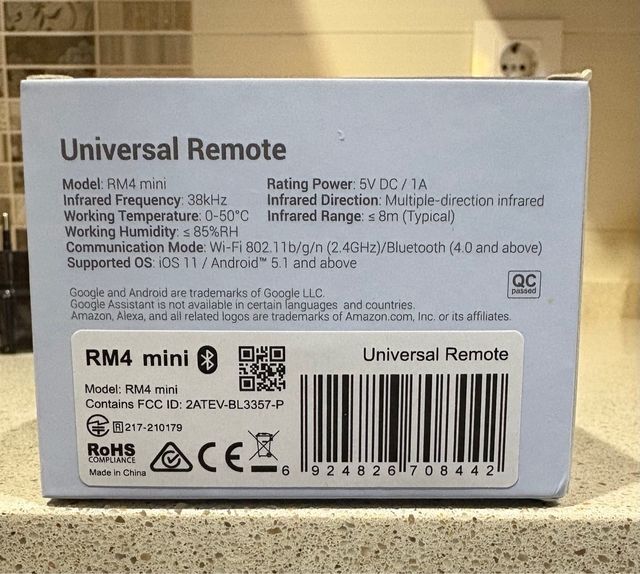 Universal Remote
Model: RM4 mini
Rating Power: 5V DC / 1A
Infrared Frequency: 38kHz
Infrared Direction: Multiple-direction infrared
Working Temperature: 0-50°C
Infrared Range: ≤ 8m (Typical)
Working Humidity: ≤ 85%RH
Communication Mode: Wi-Fi 802.11b/g/n (2.4GHz)/Bluetooth (4.0 and above)
Supported OS: iOS 11 / Android™ 5.1 and above
QC
passed
Google and Android are trademarks of Google LLC.
Google Assistant is not available in certain languages and countries.
Amazon, Alexa, and all related logos are trademarks of Amazon.com, Inc. or its affiliates.
RM4 mini
Universal Remote
Model: RM4 mini
Contains FCC ID: 2ATEV-BL3357-P
R 217-210179
RoHS
COMPLIANCE
CE
Made in China
6 924826 708442